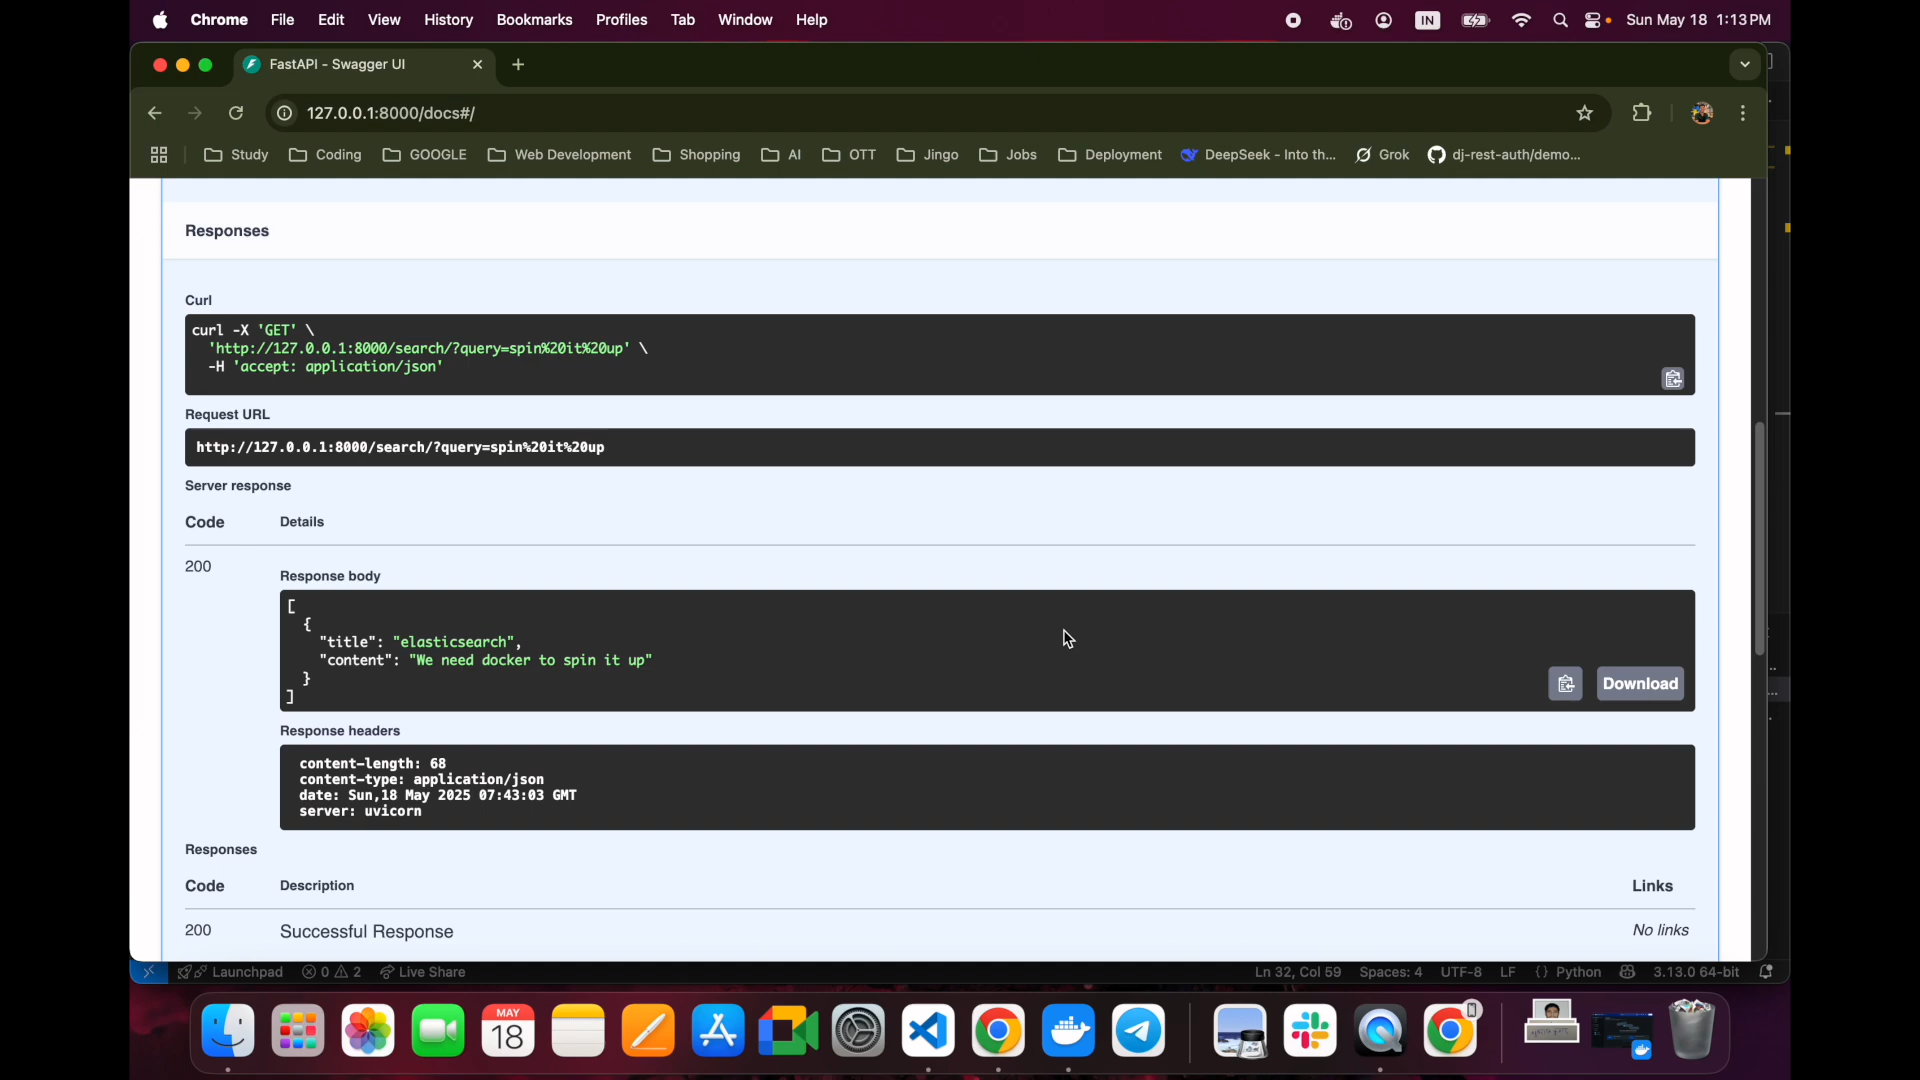 Chrome File Edit View History Bookmarks Profiles Tab Window Help IN Sun May 18 1:13 PM
FastAPI - Swagger UI
127.0.0.1:8000/docs#/
Study Coding GOOGLE Web Development Shopping AI OTT Jingo Jobs Deployment DeepSeek - Into th... Grok dj-rest-auth/demo...
Responses
Curl
curl -X 'GET' \
'http://127.0.0.1:8000/search/?query=spin%20it%20up' \
-H 'accept: application/json'
Request URL
http://127.0.0.1:8000/search/?query=spin%20it%20up
Server response
Code Details
200
Response body
[
{
"title": "elasticsearch",
"content": "We need docker to spin it up"
}
]
Download
Response headers
content-length: 68
content-type: application/json
date: Sun,18 May 2025 07:43:03 GMT
server: uvicorn
Responses
Code Description Links
200 Successful Response No links
Launchpad 0 2 Live Share Ln 32, Col 59 Spaces: 4 UTF-8 LF {} Python 3.13.0 64-bit
MAY
18